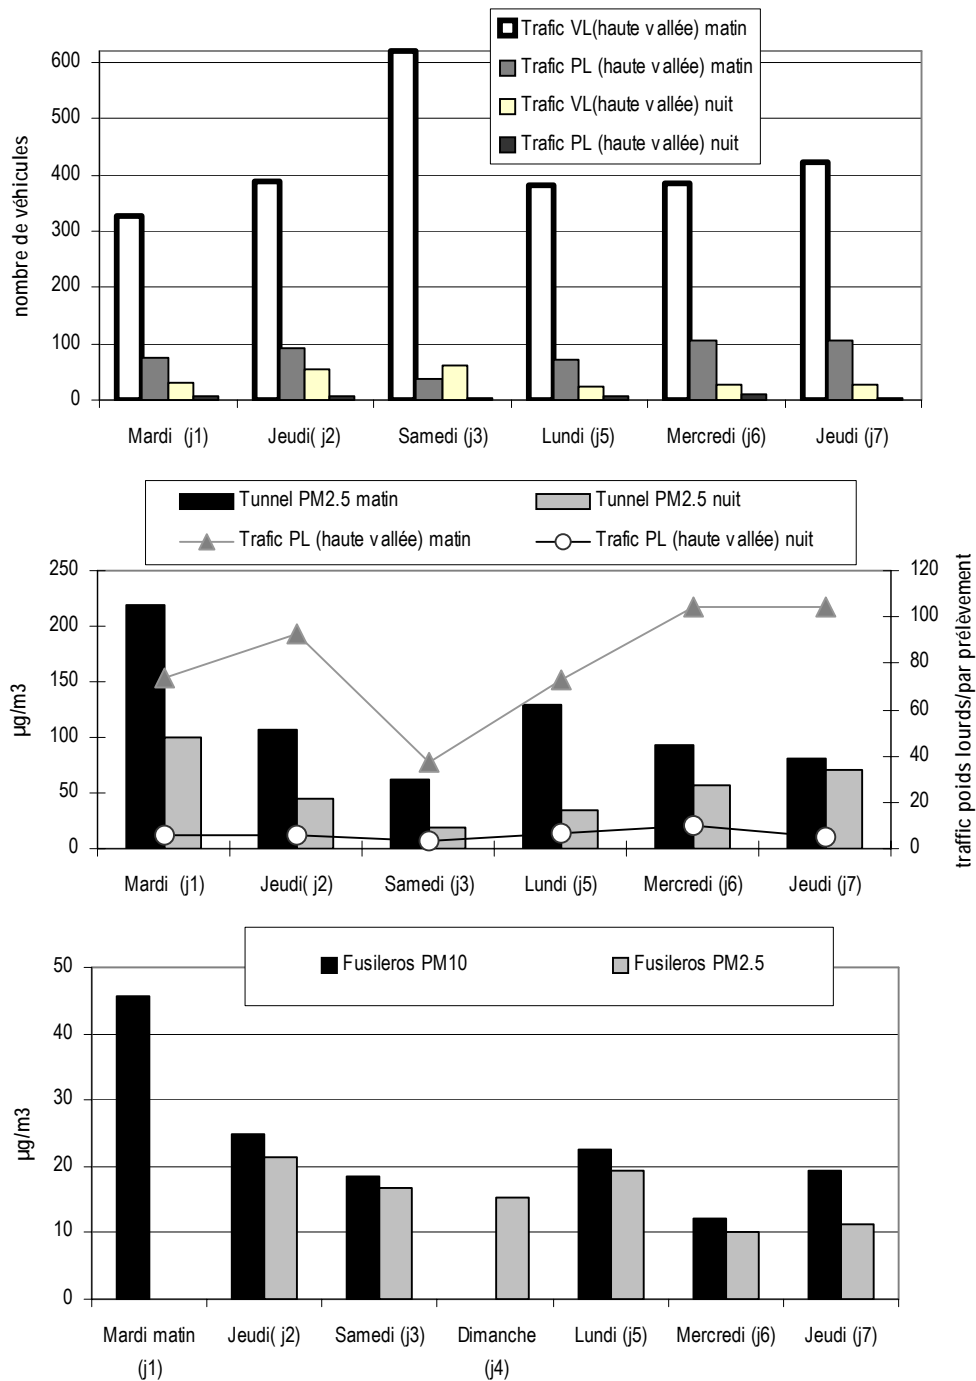 Trafic VL(haute vallée) matin
Trafic PL (haute vallée) matin
Trafic VL(haute vallée) nuit
Trafic PL (haute vallée) nuit
nombre de véhicules
600
500
400
300
200
100
0
Mardi (j1) Jeudi( j2) Samedi (j3) Lundi (j5) Mercredi (j6) Jeudi (j7)
Tunnel PM2.5 matin Tunnel PM2.5 nuit
Trafic PL (haute vallée) matin Trafic PL (haute vallée) nuit
µg/m3
250
200
150
100
50
0
120
100
80
60
40
20
0
traffic poids lourds/par prélèvement
Mardi (j1) Jeudi( j2) Samedi (j3) Lundi (j5) Mercredi (j6) Jeudi (j7)
Fusileros PM10 Fusileros PM2.5
µg/m3
50
40
30
20
10
0
Mardi matin Jeudi( j2) Samedi (j3) Dimanche Lundi (j5) Mercredi (j6) Jeudi (j7)
(j1) (j4)